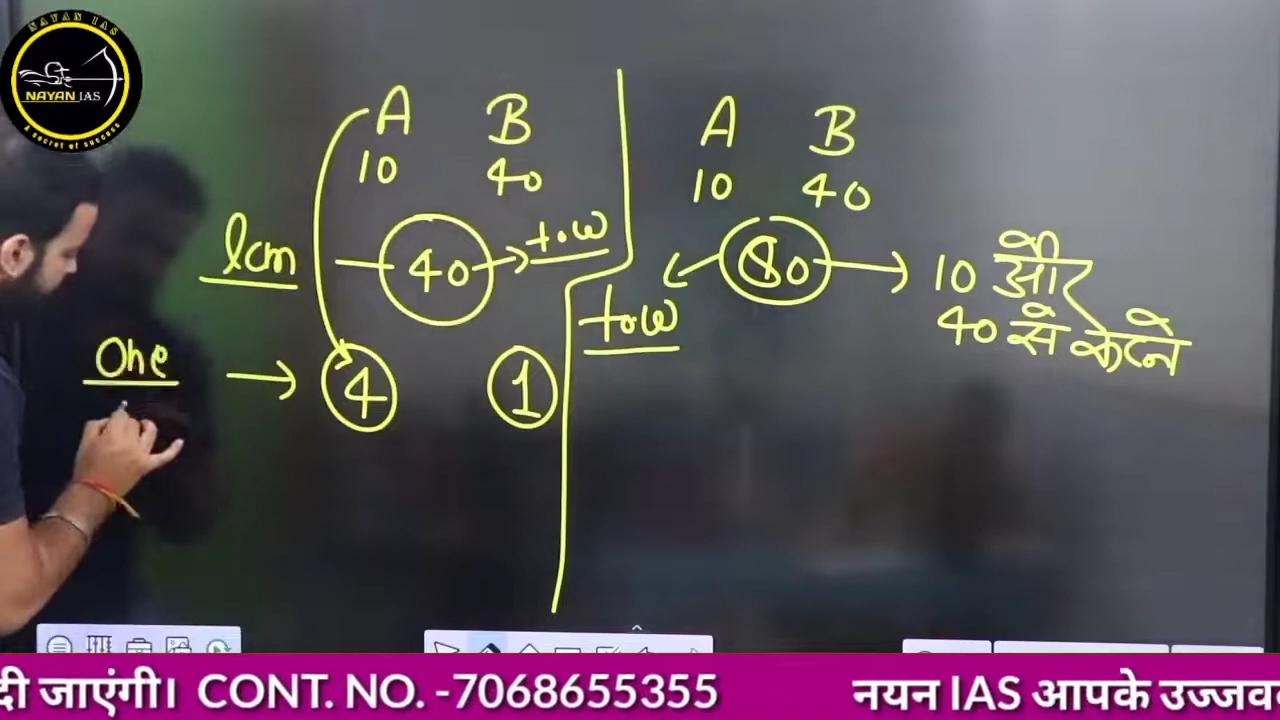 NAYAN IAS
NAYAN IAS
A secret of success
A B
10 40
lcm 40 t.w
One 4 1
A B
10 40
80 10 और
t.w 40 से कटने
दी जाएंगी। CONT. NO. -7068655355 नयन IAS आपके उज्जव